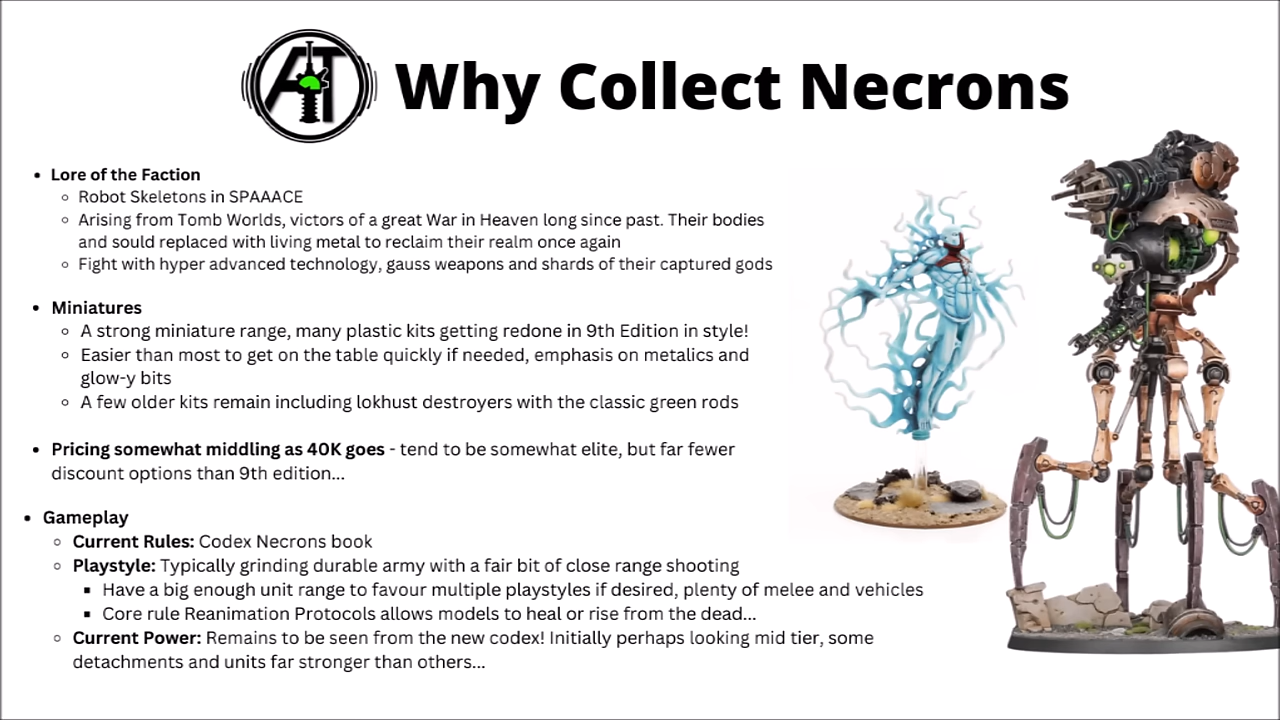 AT
Why Collect Necrons
• Lore of the Faction
◦ Robot Skeletons in SPAAACE
◦ Arising from Tomb Worlds, victors of a great War in Heaven long since past. Their bodies
and sould replaced with living metal to reclaim their realm once again
◦ Fight with hyper advanced technology, gauss weapons and shards of their captured gods
• Miniatures
◦ A strong miniature range, many plastic kits getting redone in 9th Edition in style!
◦ Easier than most to get on the table quickly if needed, emphasis on metalics and
glow-y bits
◦ A few older kits remain including lokhust destroyers with the classic green rods
• Pricing somewhat middling as 40K goes - tend to be somewhat elite, but far fewer
discount options than 9th edition...
• Gameplay
◦ Current Rules: Codex Necrons book
◦ Playstyle: Typically grinding durable army with a fair bit of close range shooting
▪ Have a big enough unit range to favour multiple playstyles if desired, plenty of melee and vehicles
▪ Core rule Reanimation Protocols allows models to heal or rise from the dead...
◦ Current Power: Remains to be seen from the new codex! Initially perhaps looking mid tier, some
detachments and units far stronger than others...